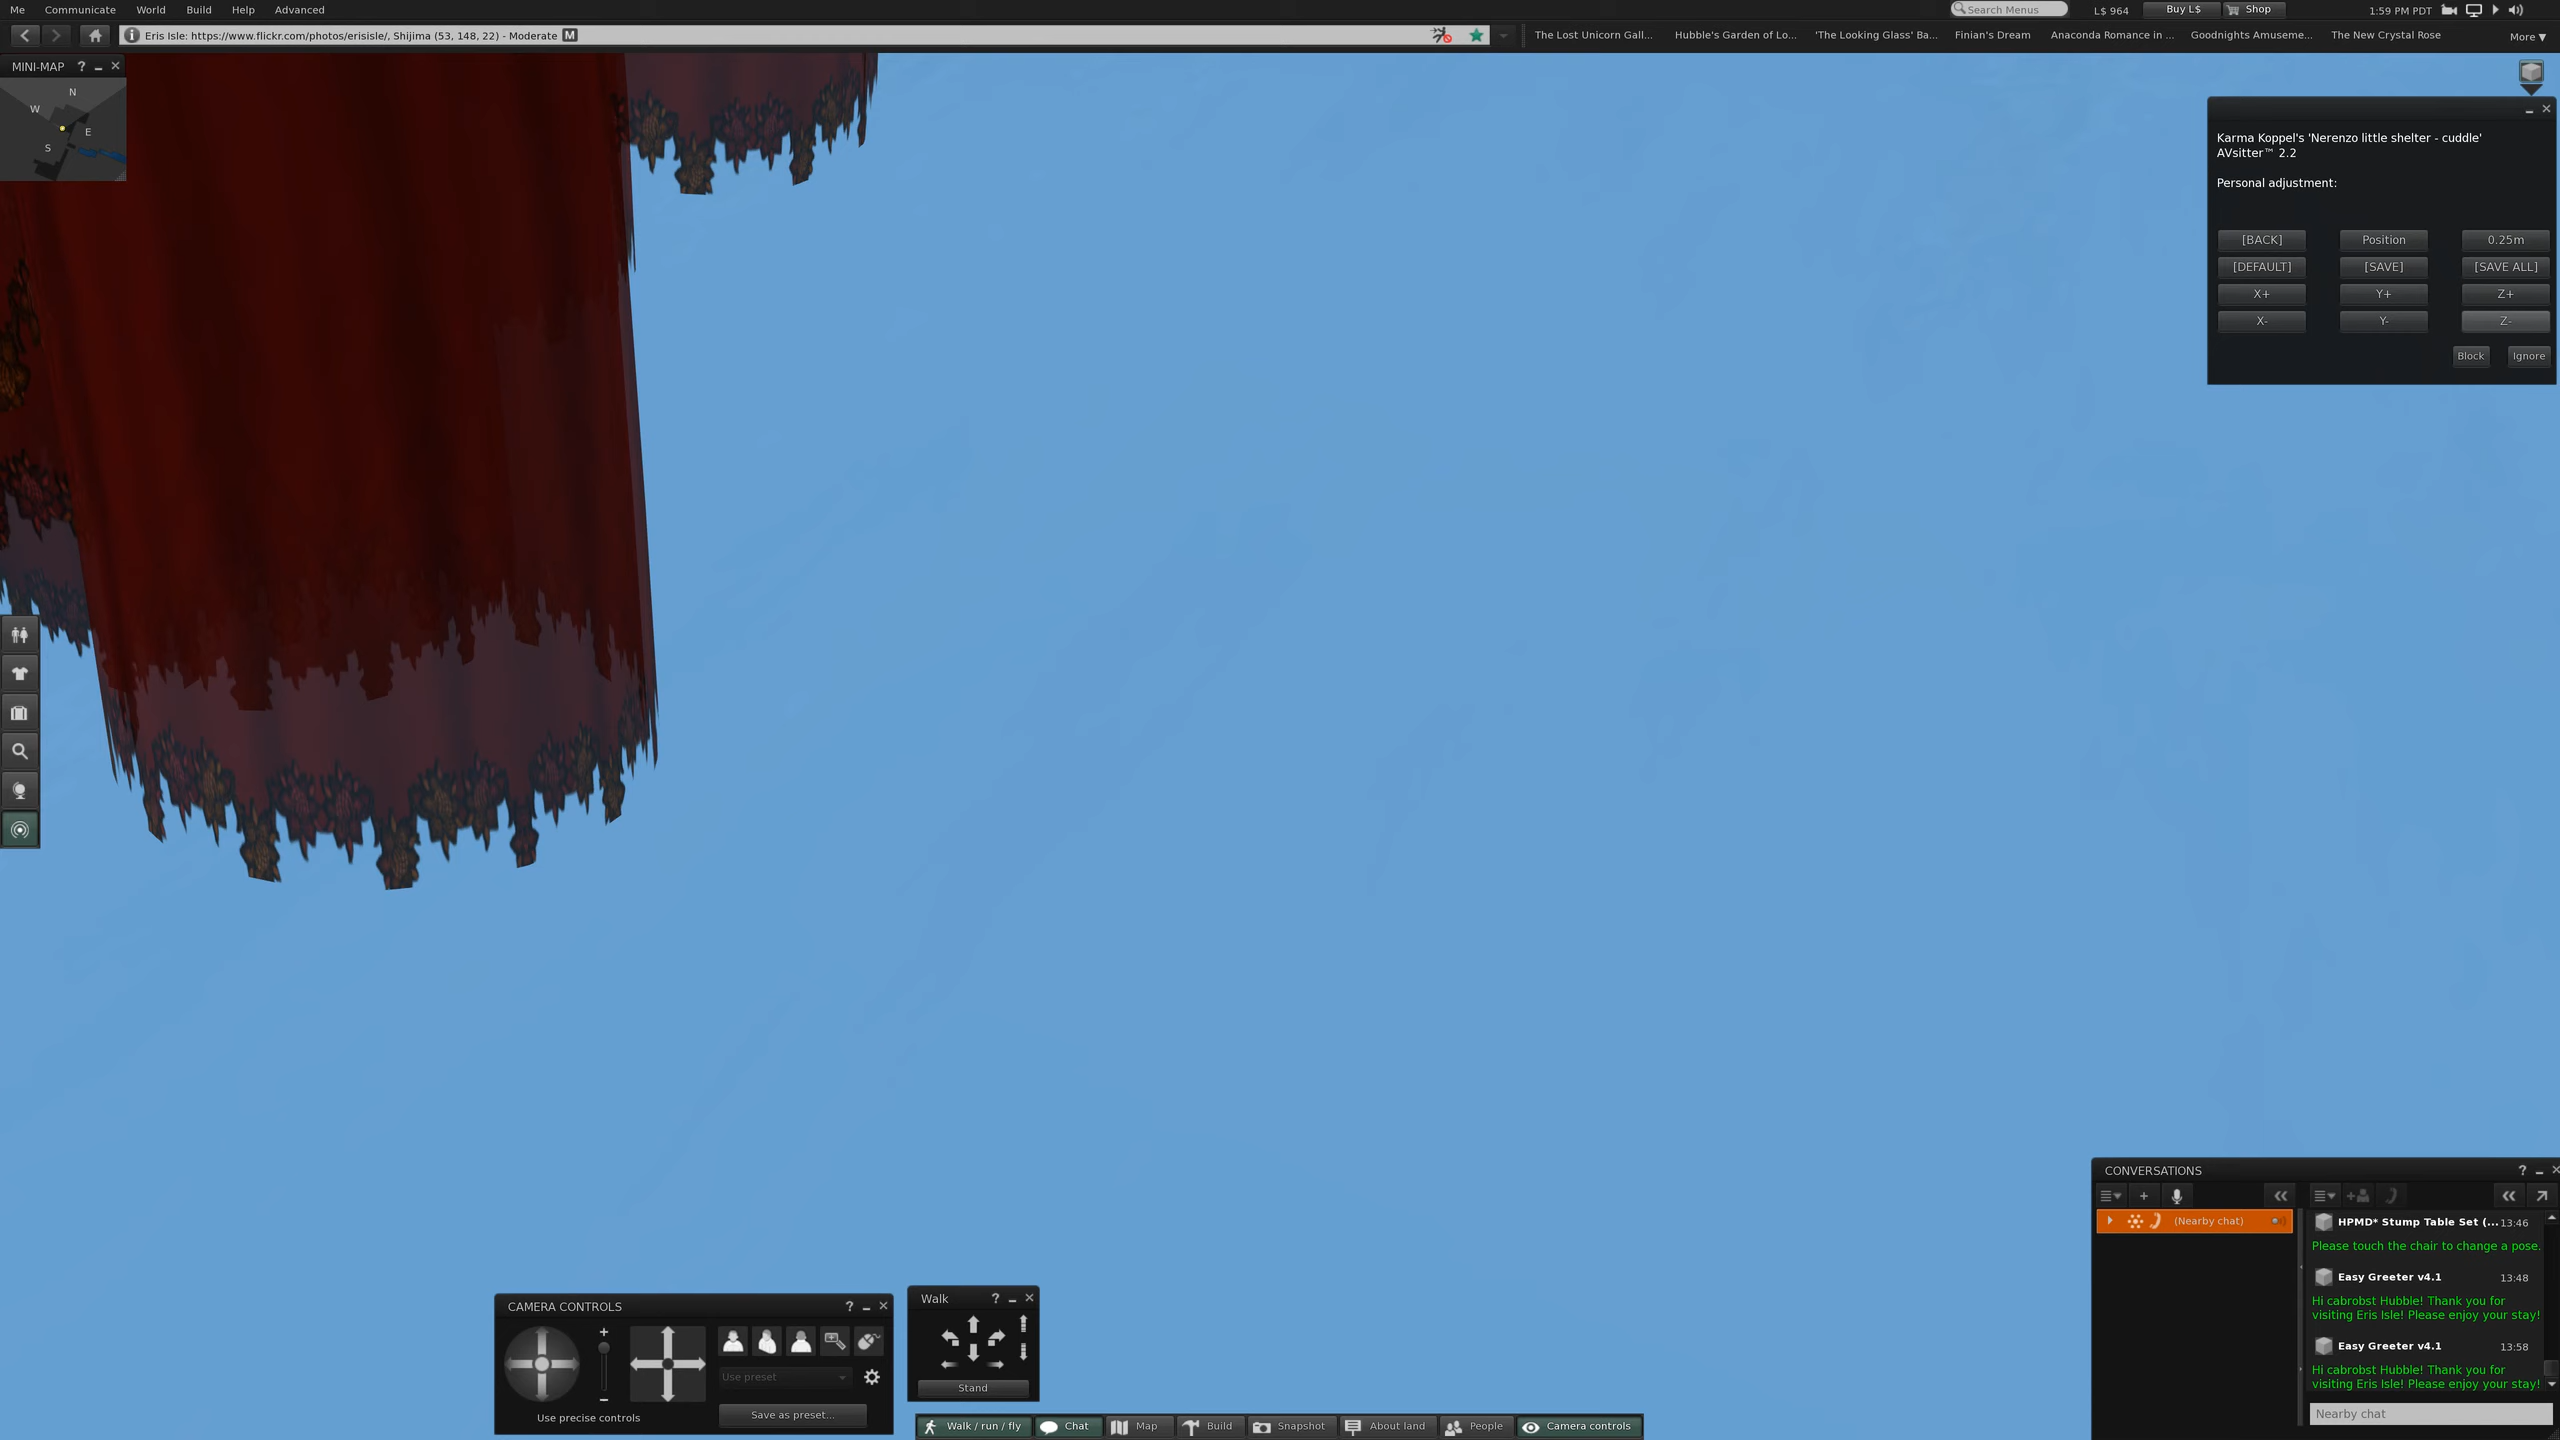 Me Communicate World Build Help Advanced
Search Menus L$ 964 Buy L$ Shop 1:59 PM PDT
Eris Isle: https://www.flickr.com/photos/erisisle/, Shijima (53, 148, 22) - Moderate M
The Lost Unicorn Gall... Hubble's Garden of Lo... 'The Looking Glass' Ba... Finian's Dream Anaconda Romance in ... Goodnights Amuseme... The New Crystal Rose More ▼
MINI-MAP ?
N
W
E
S
Karma Koppel's 'Nerenzo little shelter - cuddle'
AVsitter™ 2.2
Personal adjustment:
[BACK] Position 0.25m
[DEFAULT] [SAVE] [SAVE ALL]
X+ Y+ Z+
X- Y- Z-
Block Ignore
CONVERSATIONS ?
(Nearby chat)
HPMD* Stump Table Set (... 13:46
Please touch the chair to change a pose.
Easy Greeter v4.1 13:48
Hi cabrobst Hubble! Thank you for
visiting Eris Isle! Please enjoy your stay!
Easy Greeter v4.1 13:58
Hi cabrobst Hubble! Thank you for
visiting Eris Isle! Please enjoy your stay!
Nearby chat
CAMERA CONTROLS ?
Use preset
Use precise controls
Save as preset...
Walk ?
Stand
Walk / run / fly Chat Map Build Snapshot About land People Camera controls